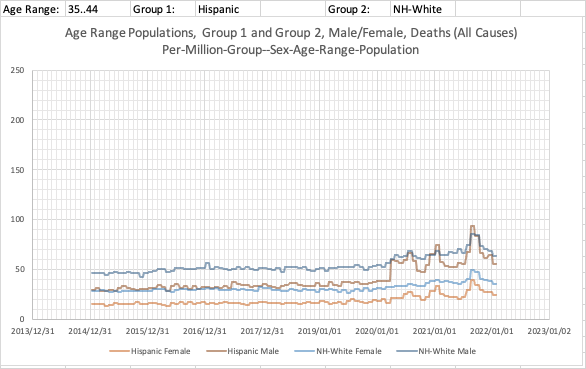 Age Range: 35..44 Group 1: Hispanic Group 2: NH-White
Age Range Populations, Group 1 and Group 2, Male/Female, Deaths (All Causes)
Per-Million-Group--Sex-Age-Range-Population
250
200
150
100
50
0
2013/12/31 2014/12/31 2015/12/31 2016/12/31 2017/12/31 2019/01/01 2020/01/01 2021/01/01 2022/01/01 2023/01/02
Hispanic Female Hispanic Male NH-White Female NH-White Male